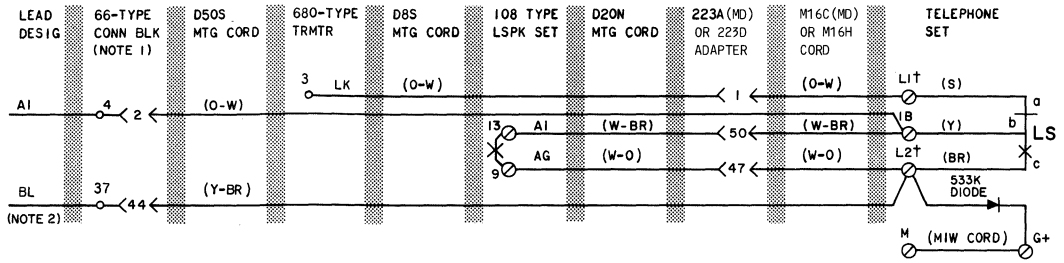 LEAD DESIG
66-TYPE CONN BLK (NOTE 1)
D50S MTG CORD
680-TYPE TRMTR
D8S MTG CORD
108 TYPE LSPK SET
D20N MTG CORD
223A (MD) OR 223D ADAPTER
M16C (MD) OR M16H CORD
TELEPHONE SET
3 LK (O-W) 1 (O-W) L1† (S)
a
A1 4 2 (O-W) 1B
b
13 A1 (W-BR) 50 (W-BR) (Y) LS
9 AG (W-O) 47 (W-O) L2† (BR) c
BL 37 44 (Y-BR)
(NOTE 2)
533K DIODE
M (MIW CORD) G+